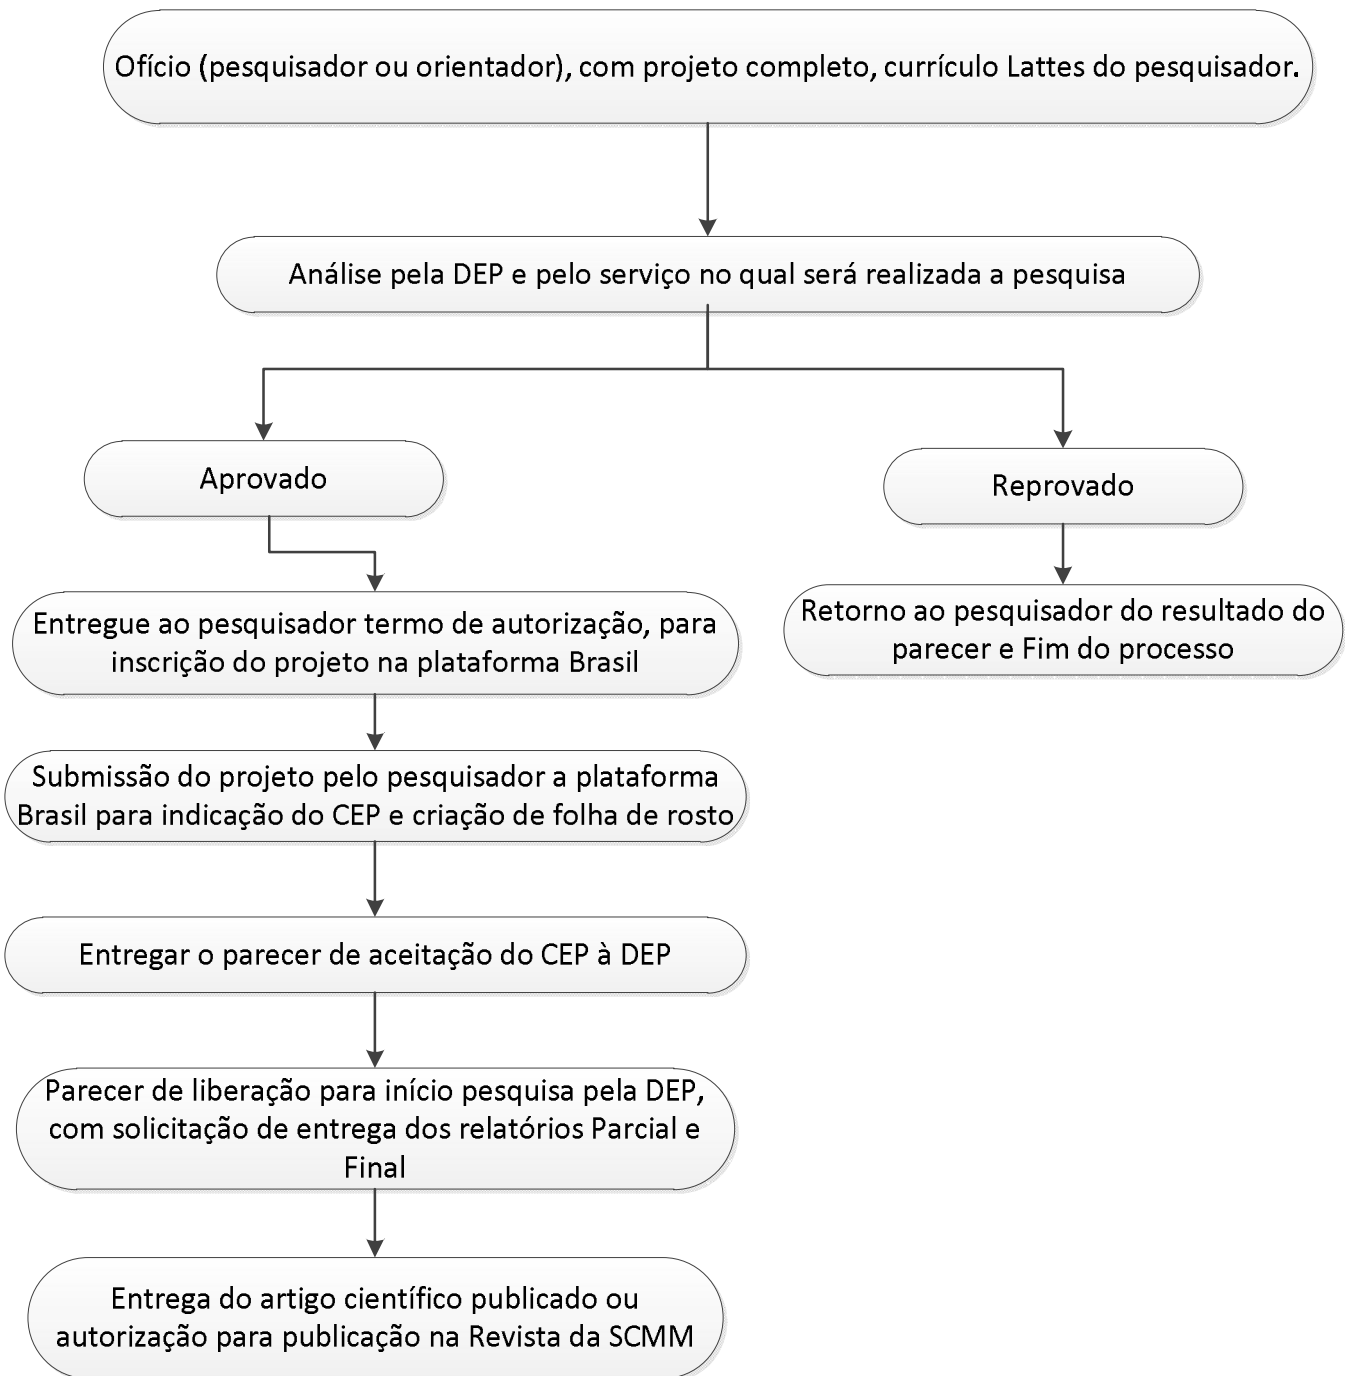 Ofício (pesquisador ou orientador), com projeto completo, currículo Lattes do pesquisador.
Análise pela DEP e pelo serviço no qual será realizada a pesquisa
Aprovado
Reprovado
Entregue ao pesquisador termo de autorização, para
inscrição do projeto na plataforma Brasil
Retorno ao pesquisador do resultado do
parecer e Fim do processo
Submissão do projeto pelo pesquisador a plataforma
Brasil para indicação do CEP e criação de folha de rosto
Entregar o parecer de aceitação do CEP à DEP
Parecer de liberação para início pesquisa pela DEP,
com solicitação de entrega dos relatórios Parcial e
Final
Entrega do artigo científico publicado ou
autorização para publicação na Revista da SCMM